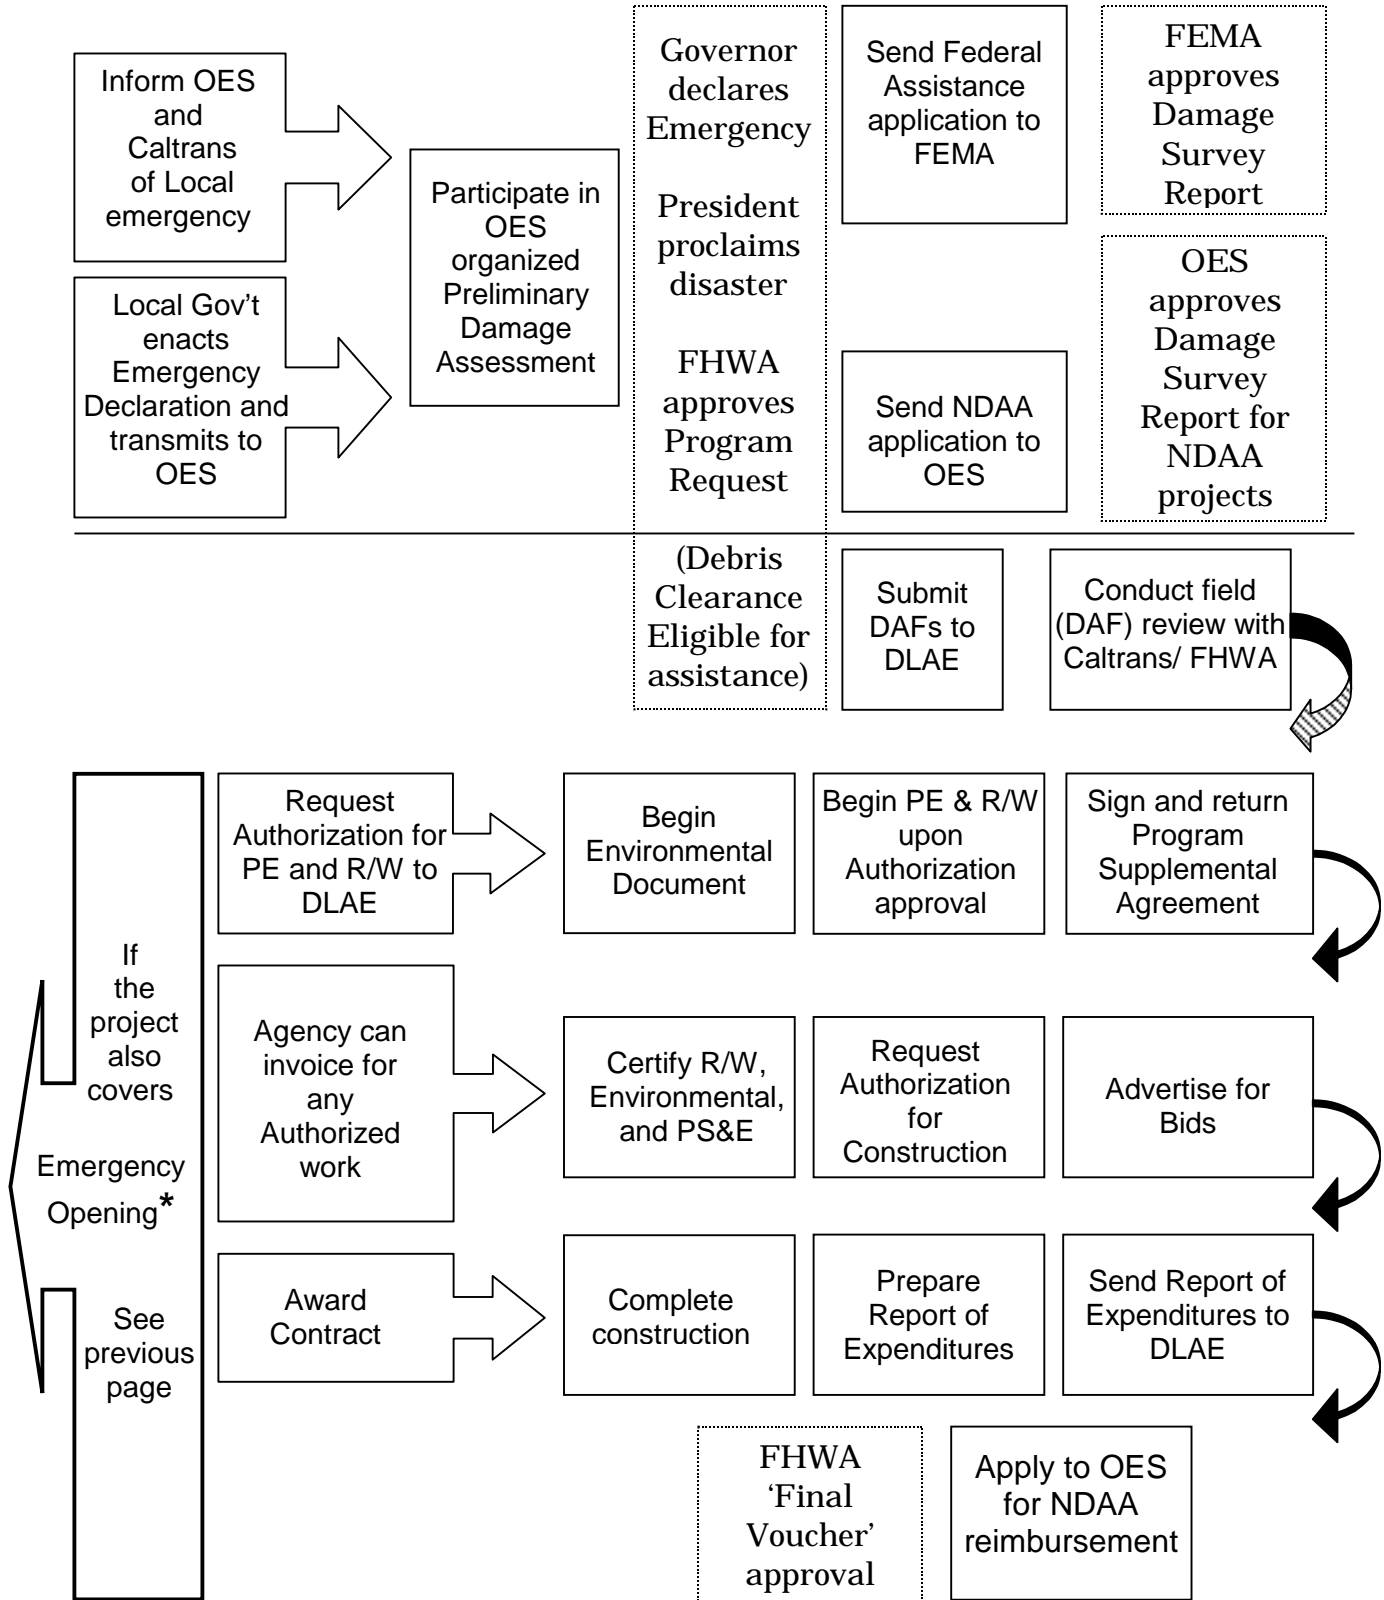 Inform OES
and
Caltrans
of Local
emergency
Local Gov't
enacts
Emergency
Declaration and
transmits to
OES
Participate in
OES
organized
Preliminary
Damage
Assessment
Governor
declares
Emergency
President
proclaims
disaster
FHWA
approves
Program
Request
(Debris
Clearance
Eligible for
assistance)
Send Federal
Assistance
application to
FEMA
Send NDAA
application to
OES
FEMA
approves
Damage
Survey
Report
OES
approves
Damage
Survey
Report for
NDAA
projects
Submit
DAFs to
DLAE
Conduct field
(DAF) review with
Caltrans/ FHWA
If
the
project
also
covers
Emergency
Opening*
See
previous
page
Request
Authorization for
PE and R/W to
DLAE
Begin
Environmental
Document
Begin PE & R/W
upon
Authorization
approval
Sign and return
Program
Supplemental
Agreement
Agency can
invoice for
any
Authorized
work
Certify R/W,
Environmental,
and PS&E
Request
Authorization
for
Construction
Advertise for
Bids
Award
Contract
Complete
construction
Prepare
Report of
Expenditures
Send Report of
Expenditures to
DLAE
FHWA
‘Final
Voucher’
approval
Apply to OES
for NDAA
reimbursement